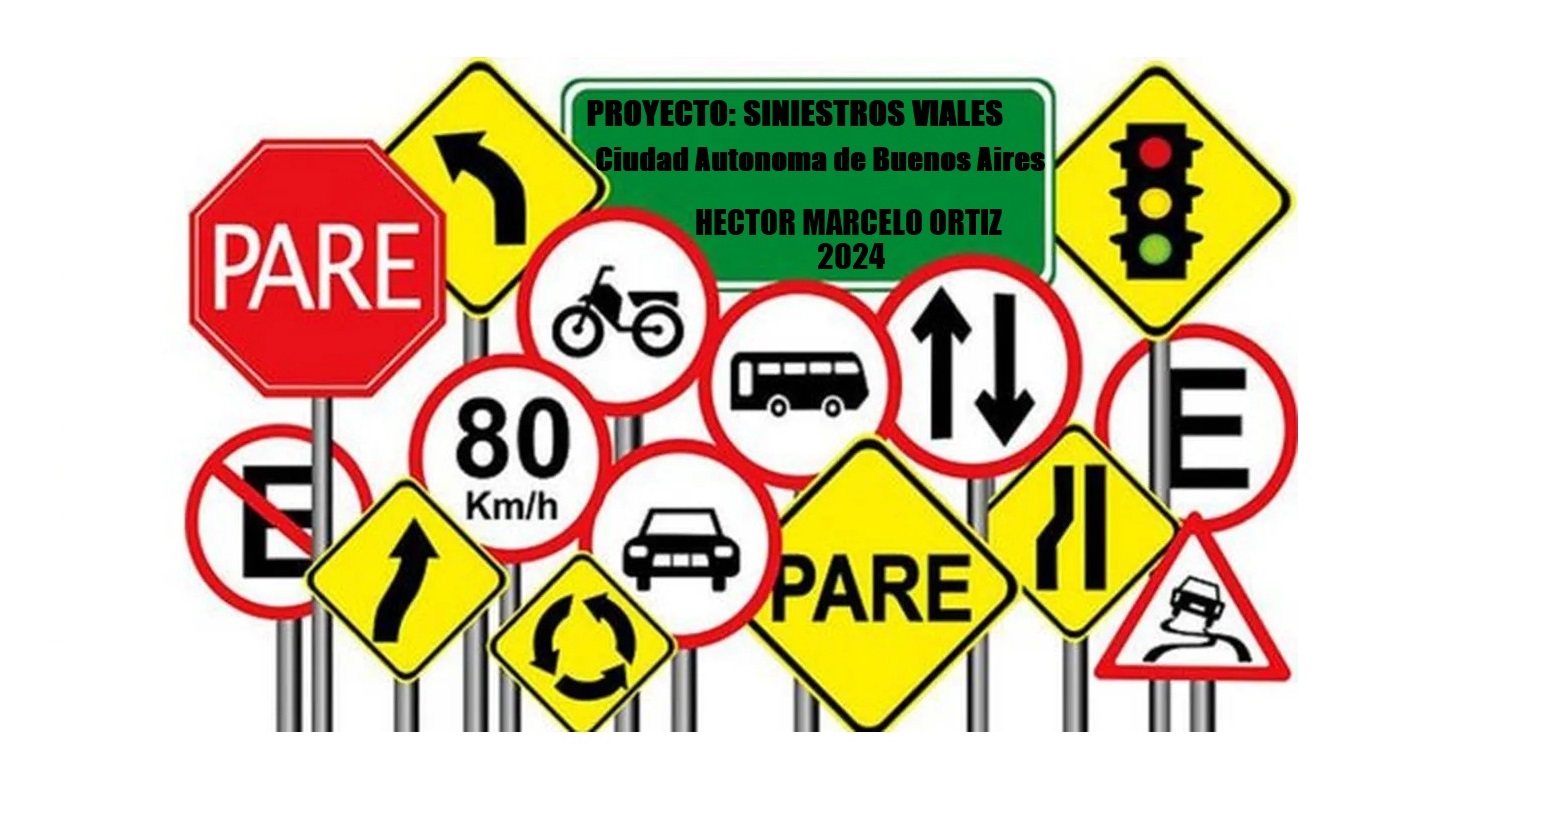 PROYECTO: SINIESTROS VIALES
Ciudad Autonoma de Buenos Aires
HECTOR MARCELO ORTIZ
2024
PARE
E
80
Km/h
E
PARE